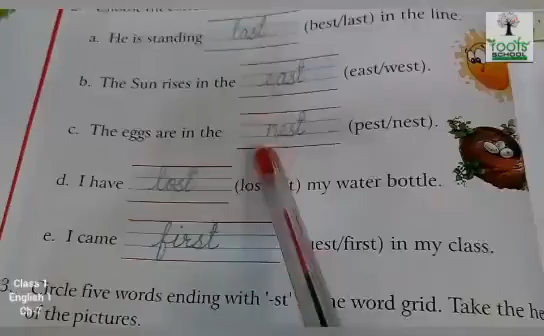 a. He is standing last (best/last) in the line.
ROOTS SCHOOL
b. The Sun rises in the east (east/west).
c. The eggs are in the nest (pest/nest).
d. I have lost (los t) my water bottle.
e. I came first est/first) in my class.
3. Circle five words ending with '-st' word grid. Take the he
of the pictures.
Class 1
English 1
Ch-7